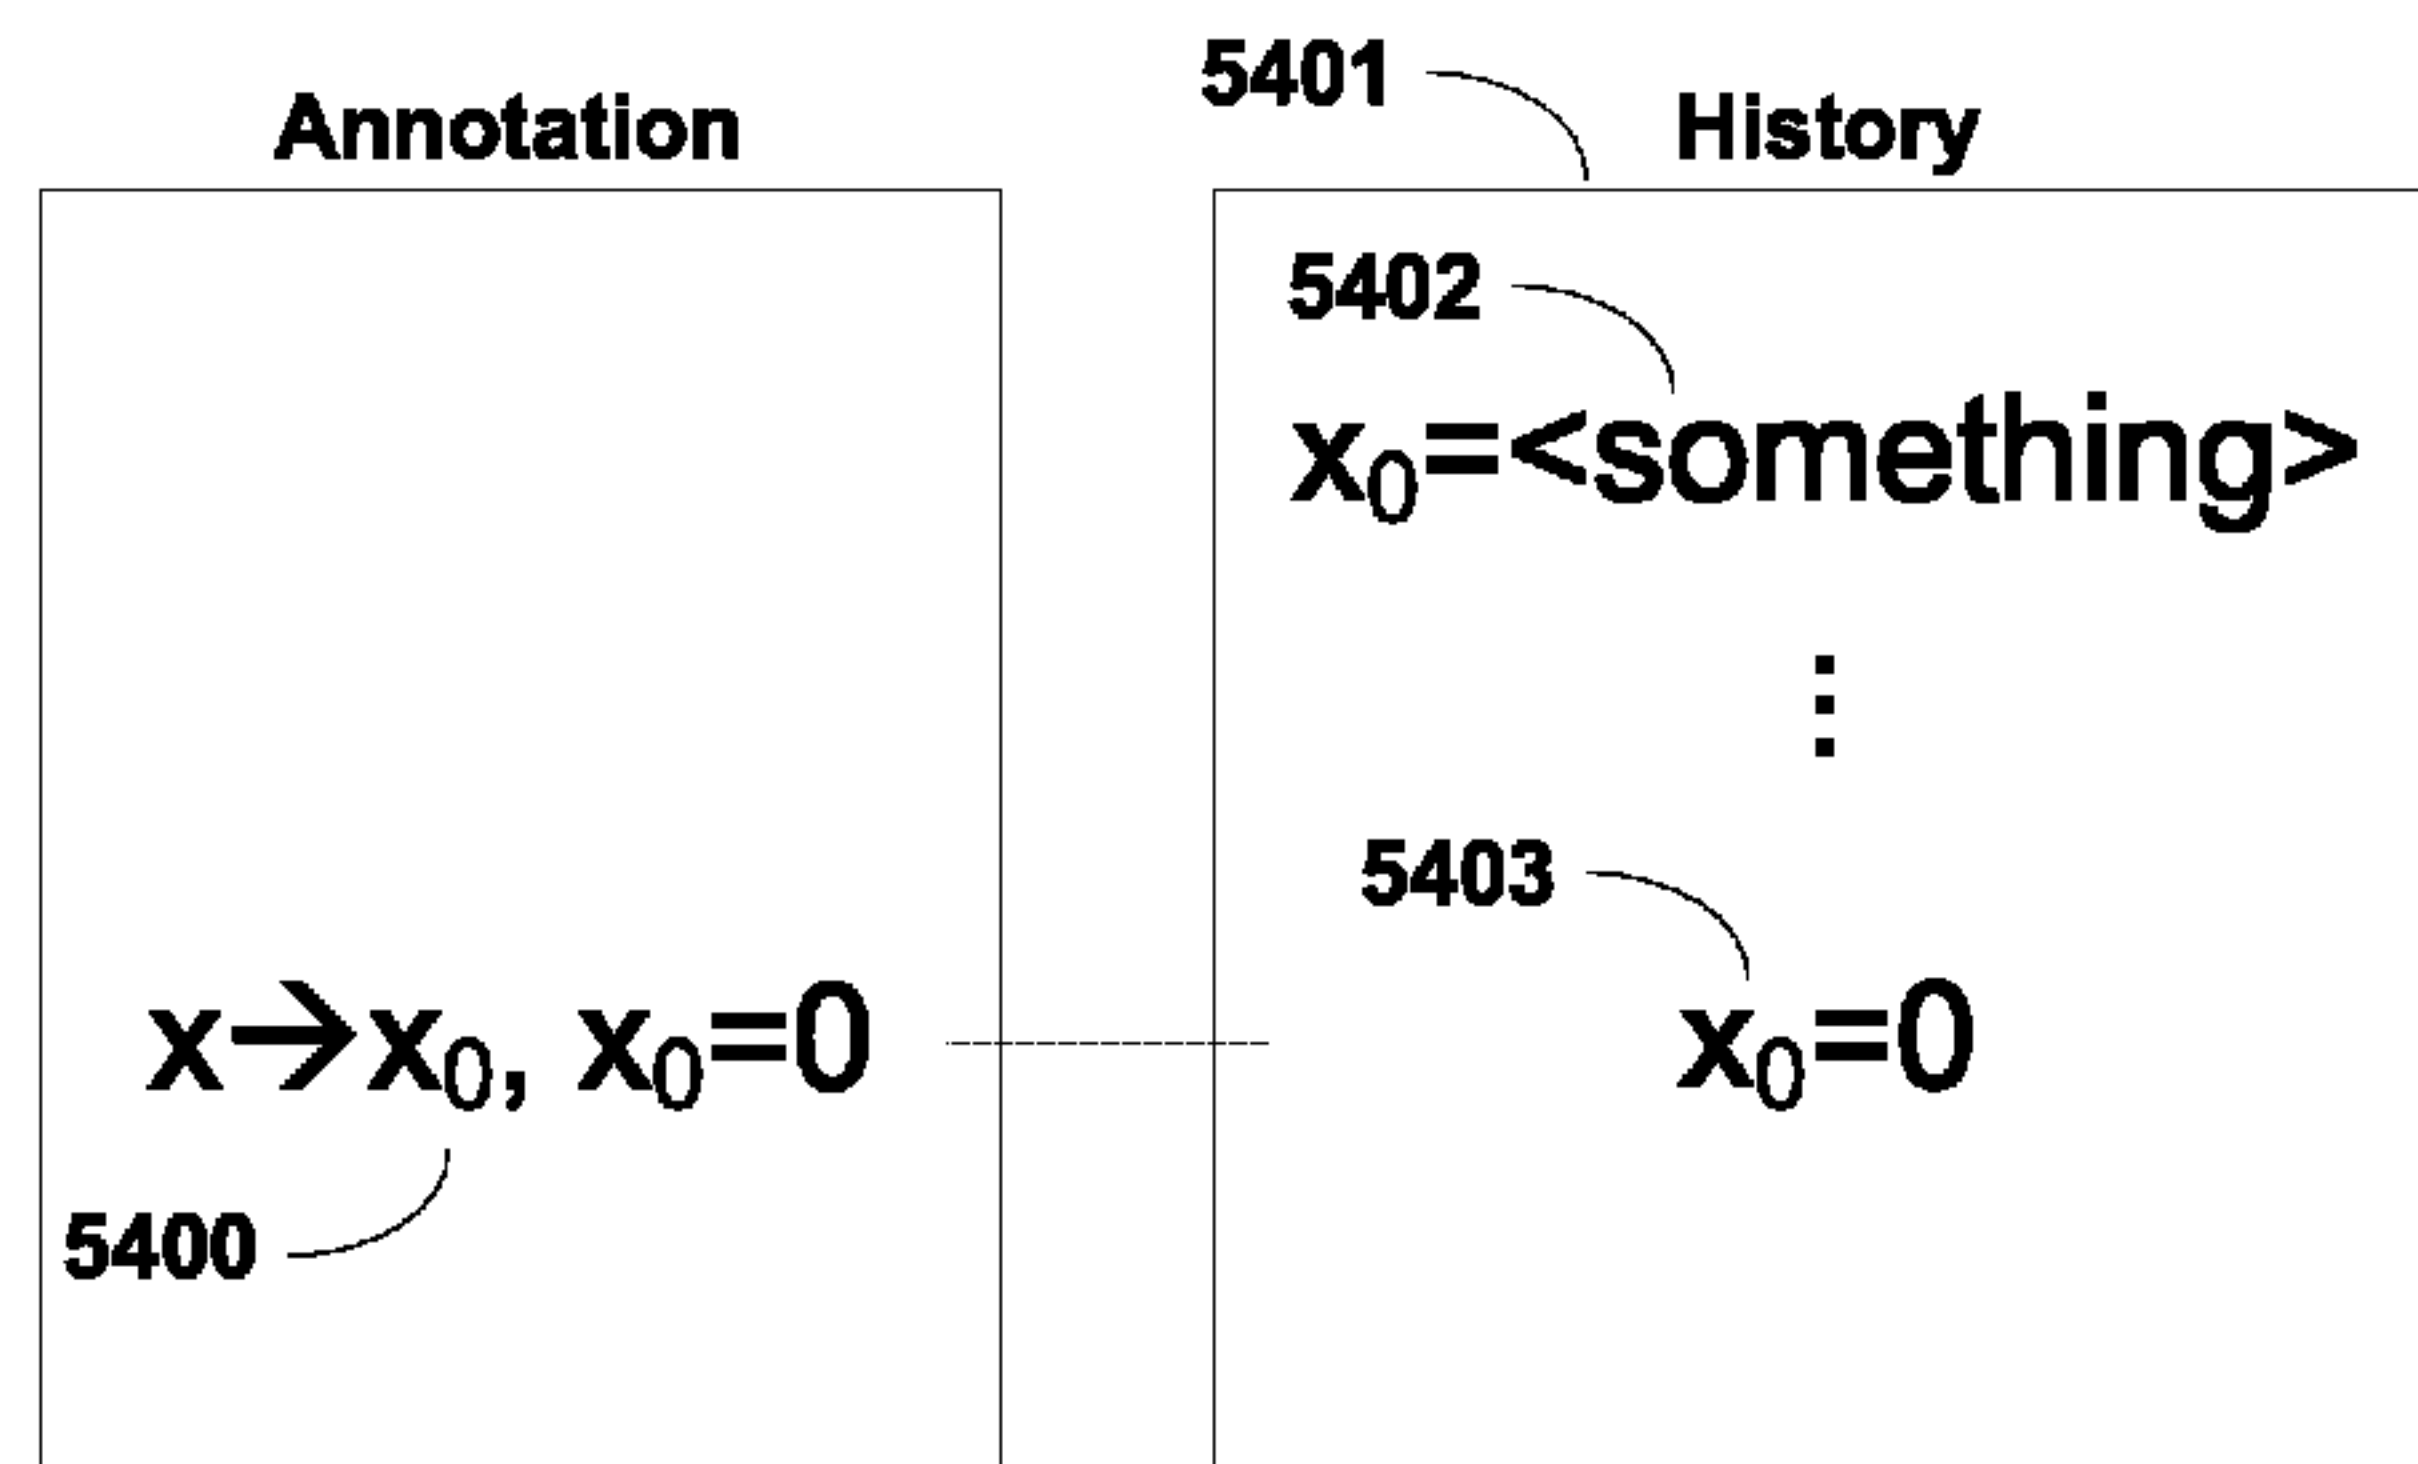 5401
Annotation
History
5402
x₀=<something>
⋮
5403
x→x₀, x₀=0
x₀=0
5400